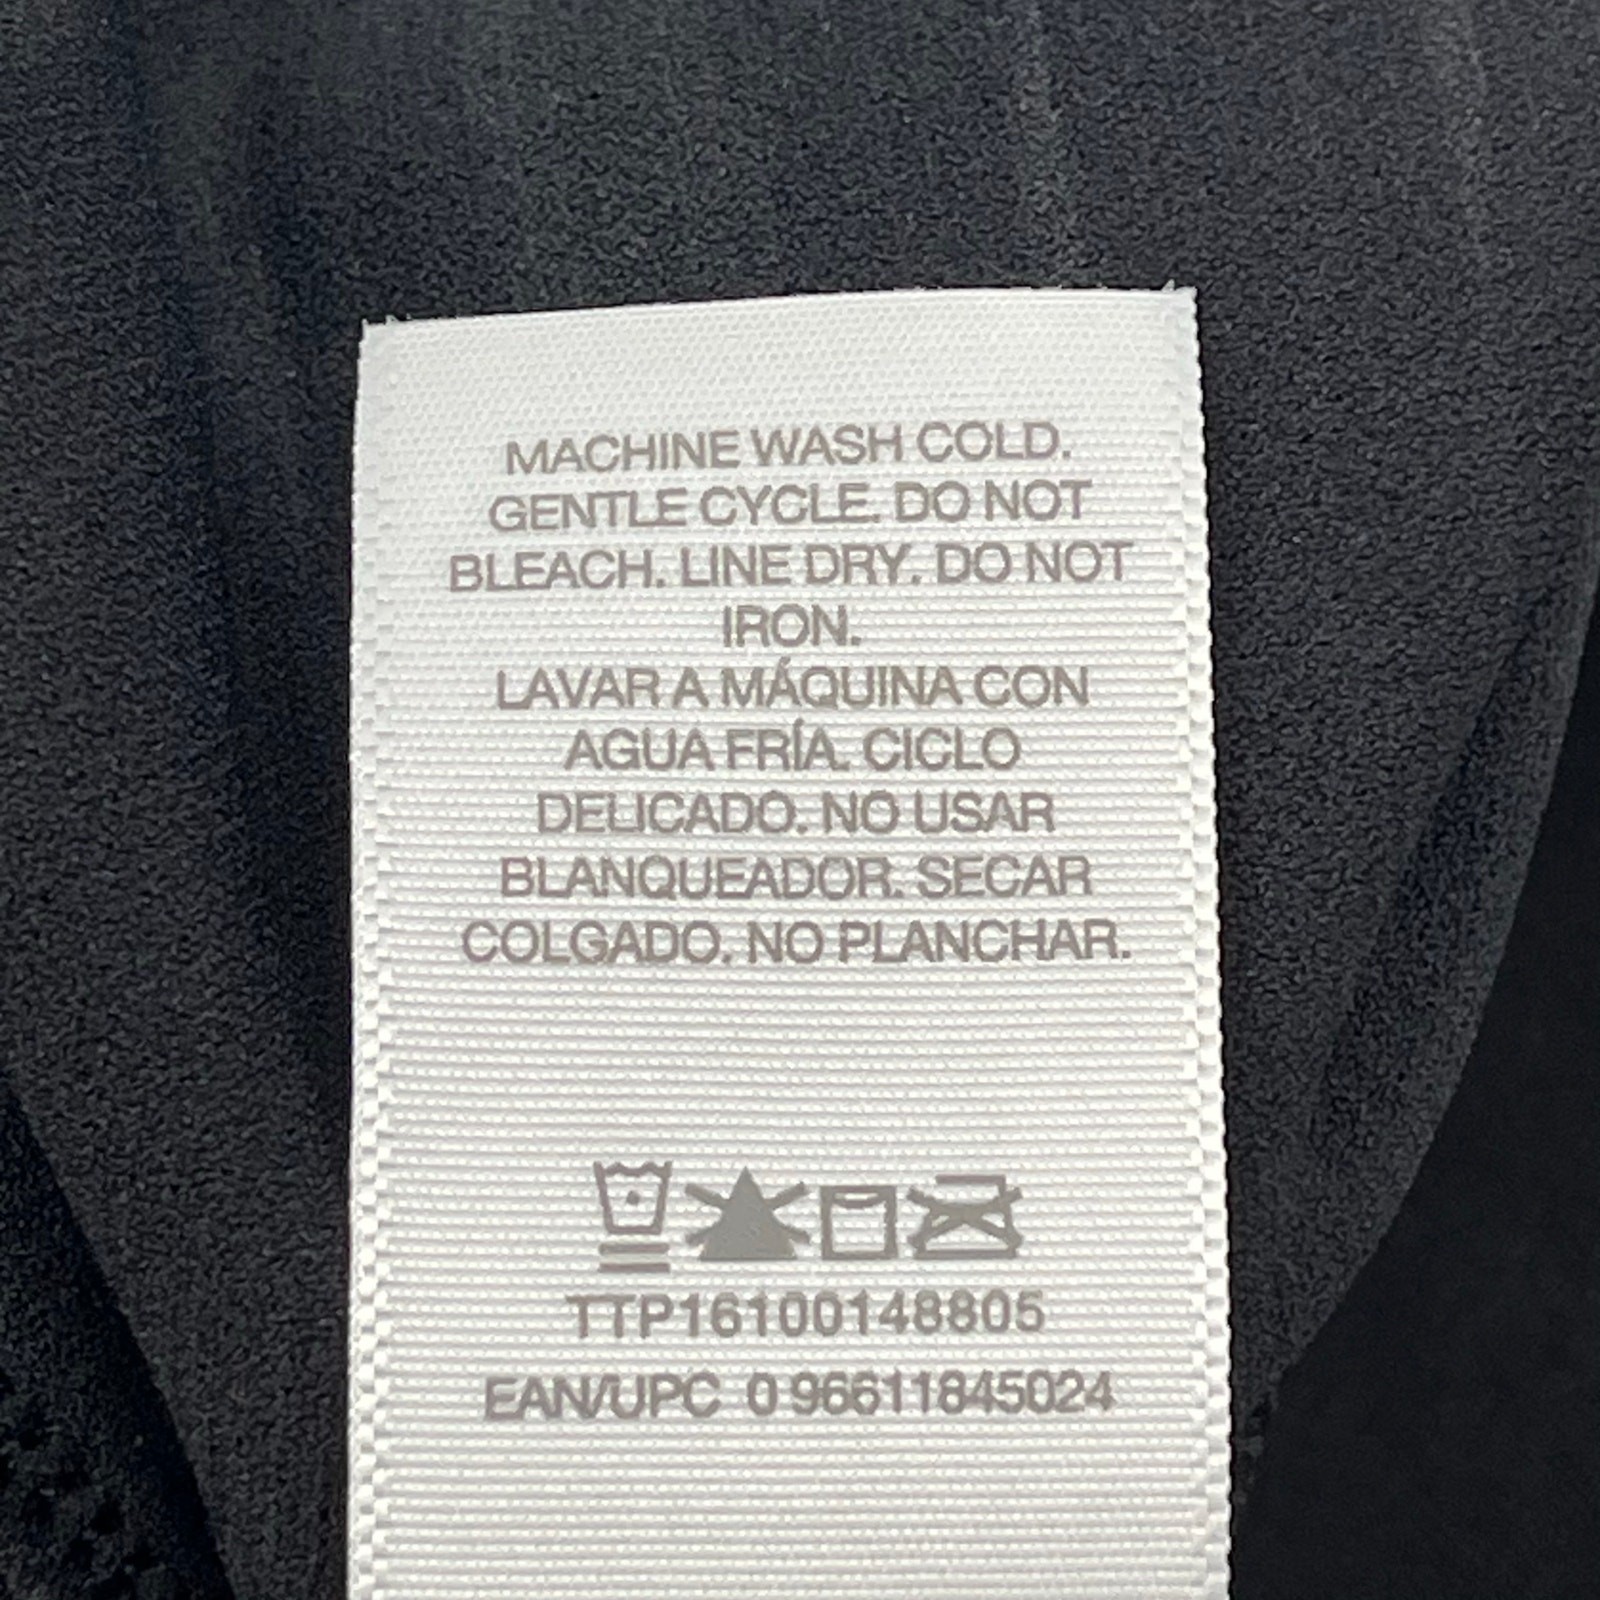 MACHINE WASH COLD.
GENTLE CYCLE. DO NOT
BLEACH. LINE DRY. DO NOT
IRON.
LAVAR A MÁQUINA CON
AGUA FRÍA. CICLO
DELICADO. NO USAR
BLANQUEADOR. SECAR
COLGADO. NO PLANCHAR.
TTP16100148805
EAN/UPC 0 96611845024